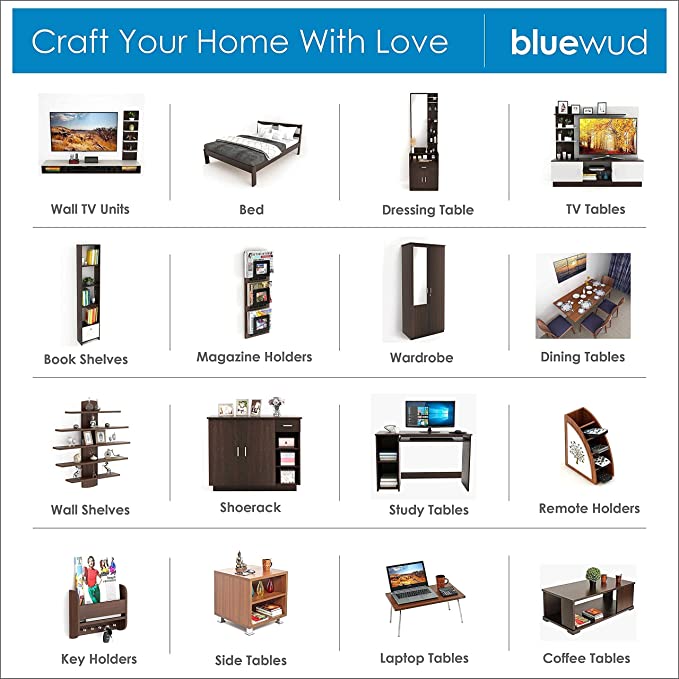 Craft Your Home With Love
bluewud
Wall TV Units
Bed
Dressing Table
TV Tables
Book Shelves
Magazine Holders
Wardrobe
Dining Tables
Wall Shelves
Shoerack
Study Tables
Remote Holders
Key Holders
Side Tables
Laptop Tables
Coffee Tables